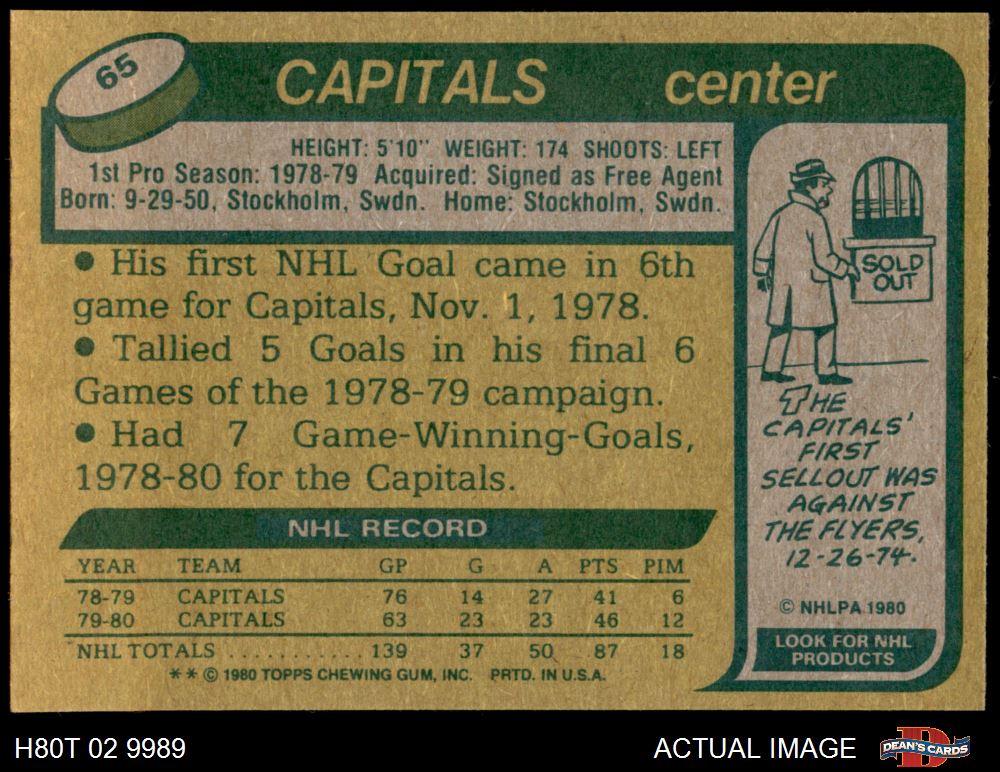 65
CAPITALS center
HEIGHT: 5'10" WEIGHT: 174 SHOOTS: LEFT
1st Pro Season: 1978-79 Acquired: Signed as Free Agent
Born: 9-29-50, Stockholm, Swdn. Home: Stockholm, Swdn.
● His first NHL Goal came in 6th
game for Capitals, Nov. 1, 1978.
● Tallied 5 Goals in his final 6
Games of the 1978-79 campaign.
● Had 7 Game-Winning-Goals,
1978-80 for the Capitals.
NHL RECORD
YEAR TEAM GP G A PTS PIM
78-79 CAPITALS 76 14 27 41 6
79-80 CAPITALS 63 23 23 46 12
NHL TOTALS . . . . . . . . . . . 139 37 50 87 18
* * © 1980 TOPPS CHEWING GUM, INC. PRTD. IN U.S.A.
SOLD
OUT
THE
CAPITALS'
FIRST
SELLOUT WAS
AGAINST
THE FLYERS,
12-26-74.
© NHLPA 1980
LOOK FOR NHL
PRODUCTS
H80T 02 9989
ACTUAL IMAGE
DEAN'S CARDS